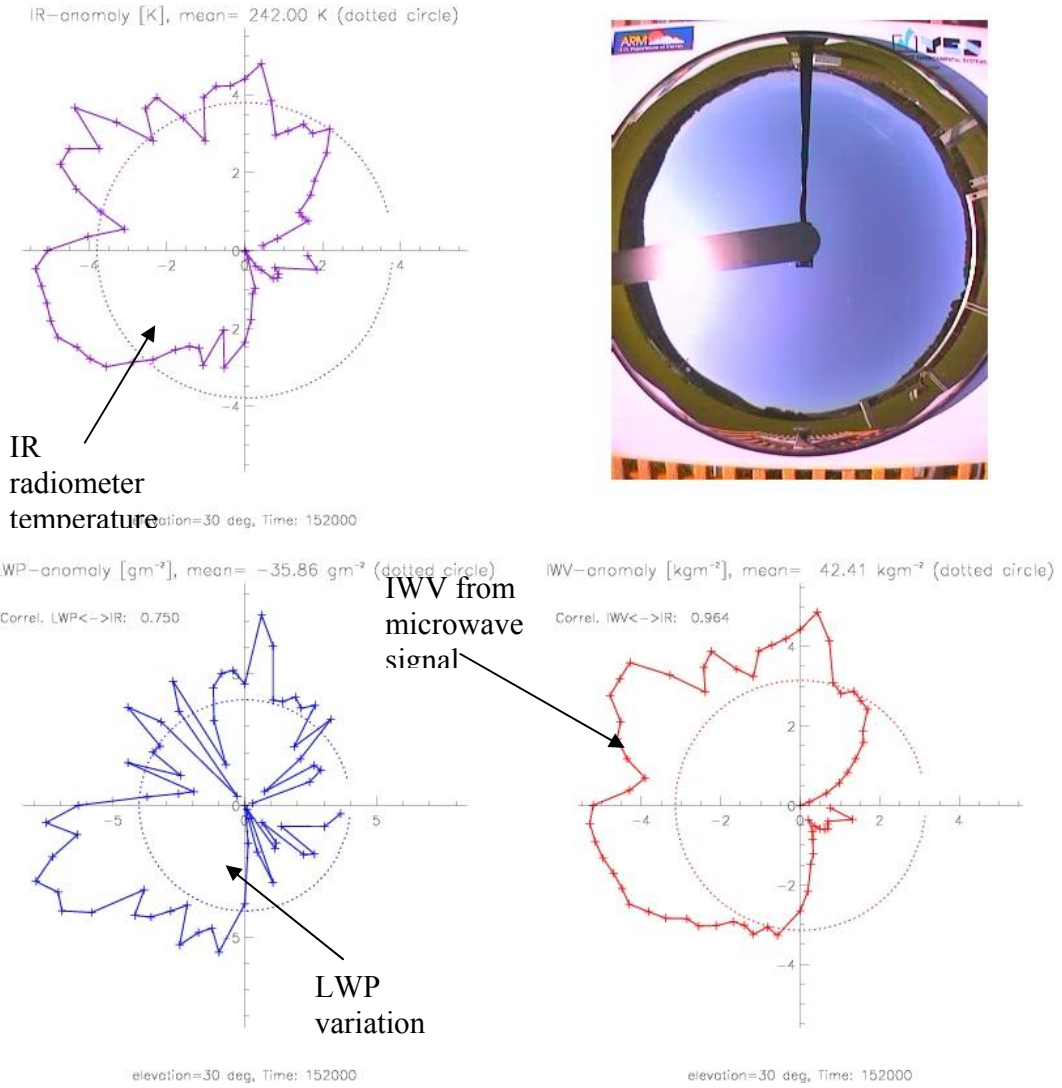 IR-anomaly [K], mean= 242.00 K (dotted circle)
4
2
-4
-2
0
2
4
-2
-4
IR
radiometer
temperature
elevation=30 deg, Time: 152000
ARM
LWP-anomaly [gm⁻²], mean= -35.86 gm⁻² (dotted circle)
Correl. LWP<->IR: 0.750
-5
0
5
5
LWP
variation
elevation=30 deg, Time: 152000
IWV from
microwave
signal
IWV-anomaly [kgm⁻²], mean= 42.41 kgm⁻² (dotted circle)
Correl. IWV<->IR: 0.964
4
2
-4
-2
0
2
4
-2
-4
elevation=30 deg, Time: 152000